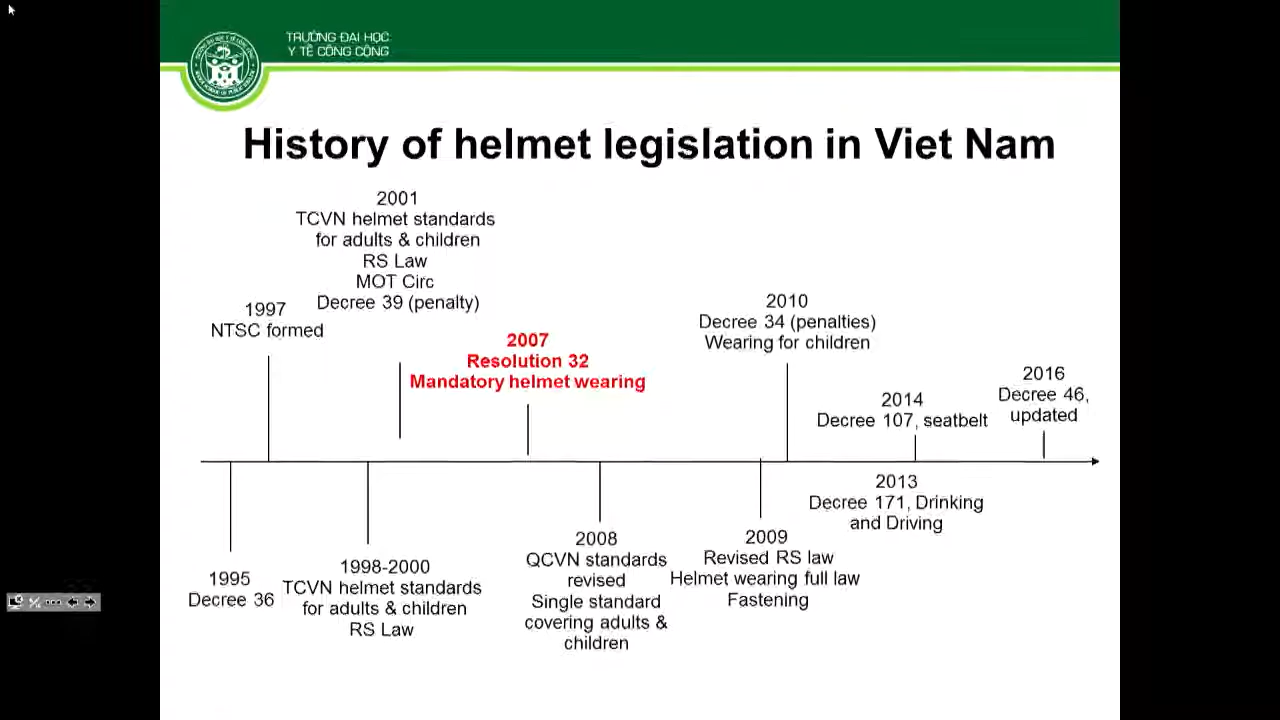 TRƯỜNG ĐẠI HỌC
Y TẾ CÔNG CỘNG
History of helmet legislation in Viet Nam
2001
TCVN helmet standards
for adults & children
RS Law
MOT Circ
Decree 39 (penalty)
1997
NTSC formed
2007
Resolution 32
Mandatory helmet wearing
2010
Decree 34 (penalties)
Wearing for children
2014
Decree 107, seatbelt
2016
Decree 46,
updated
1995
Decree 36
1998-2000
TCVN helmet standards
for adults & children
RS Law
2008
QCVN standards
revised
Single standard
covering adults &
children
2009
Revised RS law
Helmet wearing full law
Fastening
2013
Decree 171, Drinking
and Driving